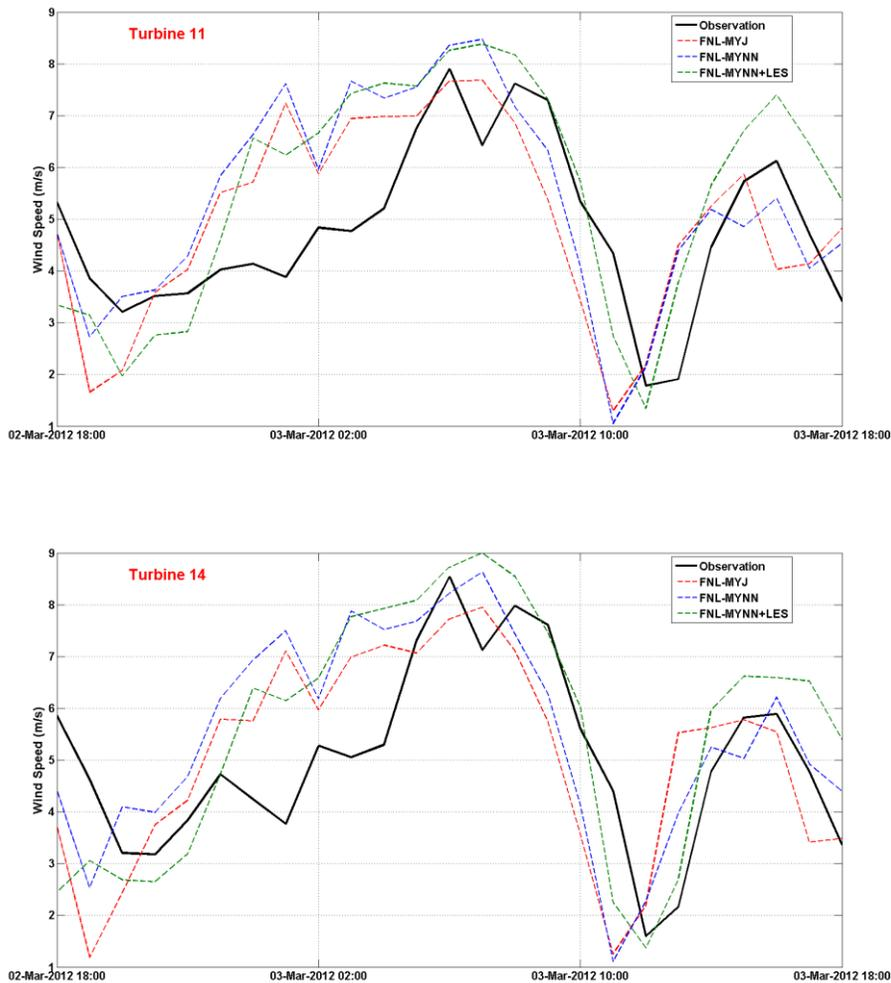 9
8
7
6
5
4
3
2
1
Wind Speed (m/s)
Turbine 11
Observation
FNL-MYJ
FNL-MYNN
FNL-MYNN+LES
02-Mar-2012 18:00 03-Mar-2012 02:00 03-Mar-2012 10:00 03-Mar-2012 18:00
9
8
7
6
5
4
3
2
1
Wind Speed (m/s)
Turbine 14
Observation
FNL-MYJ
FNL-MYNN
FNL-MYNN+LES
02-Mar-2012 18:00 03-Mar-2012 02:00 03-Mar-2012 10:00 03-Mar-2012 18:00